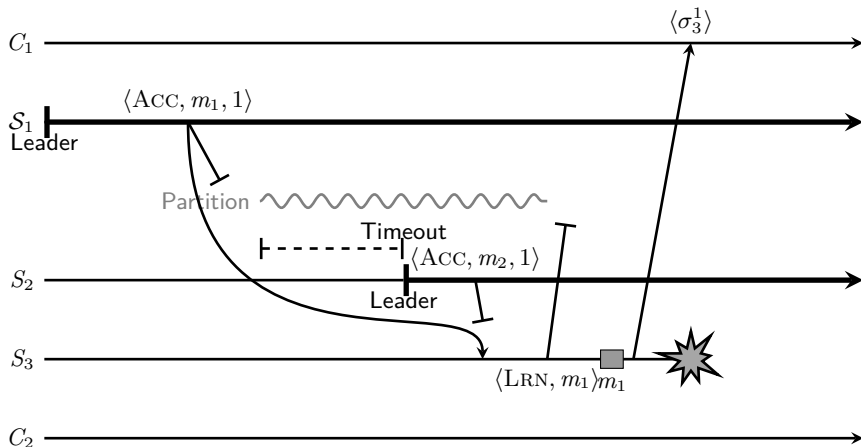 ⟨σ₃¹⟩
C₁
⟨Acc, m₁, 1⟩
𝒮₁
Leader
Partition
Timeout
⟨Acc, m₂, 1⟩
S₂
Leader
S₃
⟨Lrn, m₁⟩ m₁
C₂